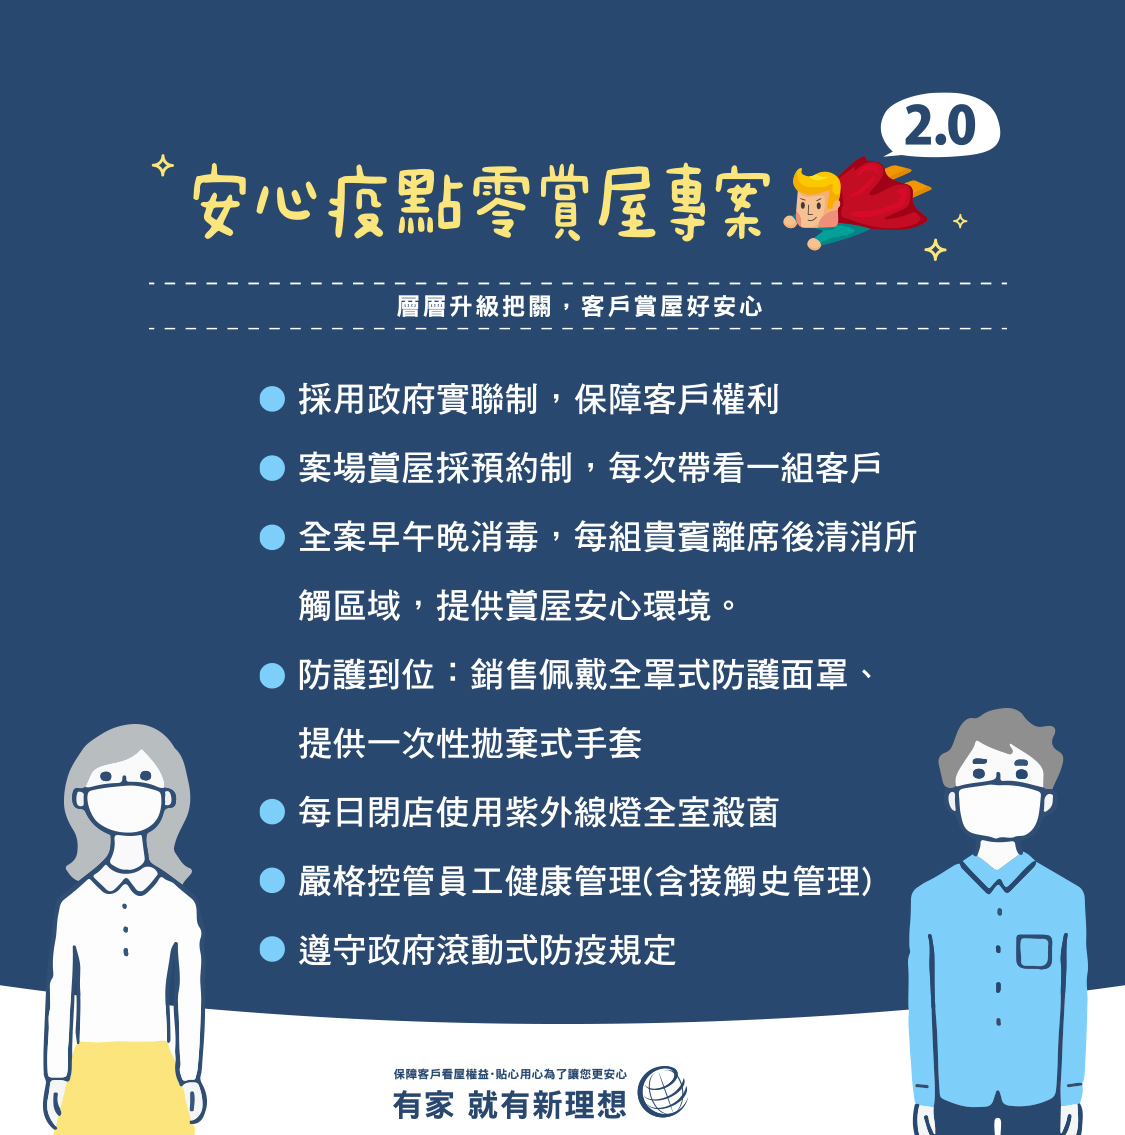 2.0
安心疫點零賞屋專案
層層升級把關，客戶賞屋好安心
採用政府實聯制，保障客戶權利
案場賞屋採預約制，每次帶看一組客戶
全案早午晚消毒，每組貴賓離席後清消所
觸區域，提供賞屋安心環境。
防護到位：銷售佩戴全罩式防護面罩、
提供一次性拋棄式手套
每日閉店使用紫外線燈全室殺菌
嚴格控管員工健康管理(含接觸史管理)
遵守政府滾動式防疫規定
保障客戶看屋權益·貼心用心為了讓您更安心
有家 就有新理想